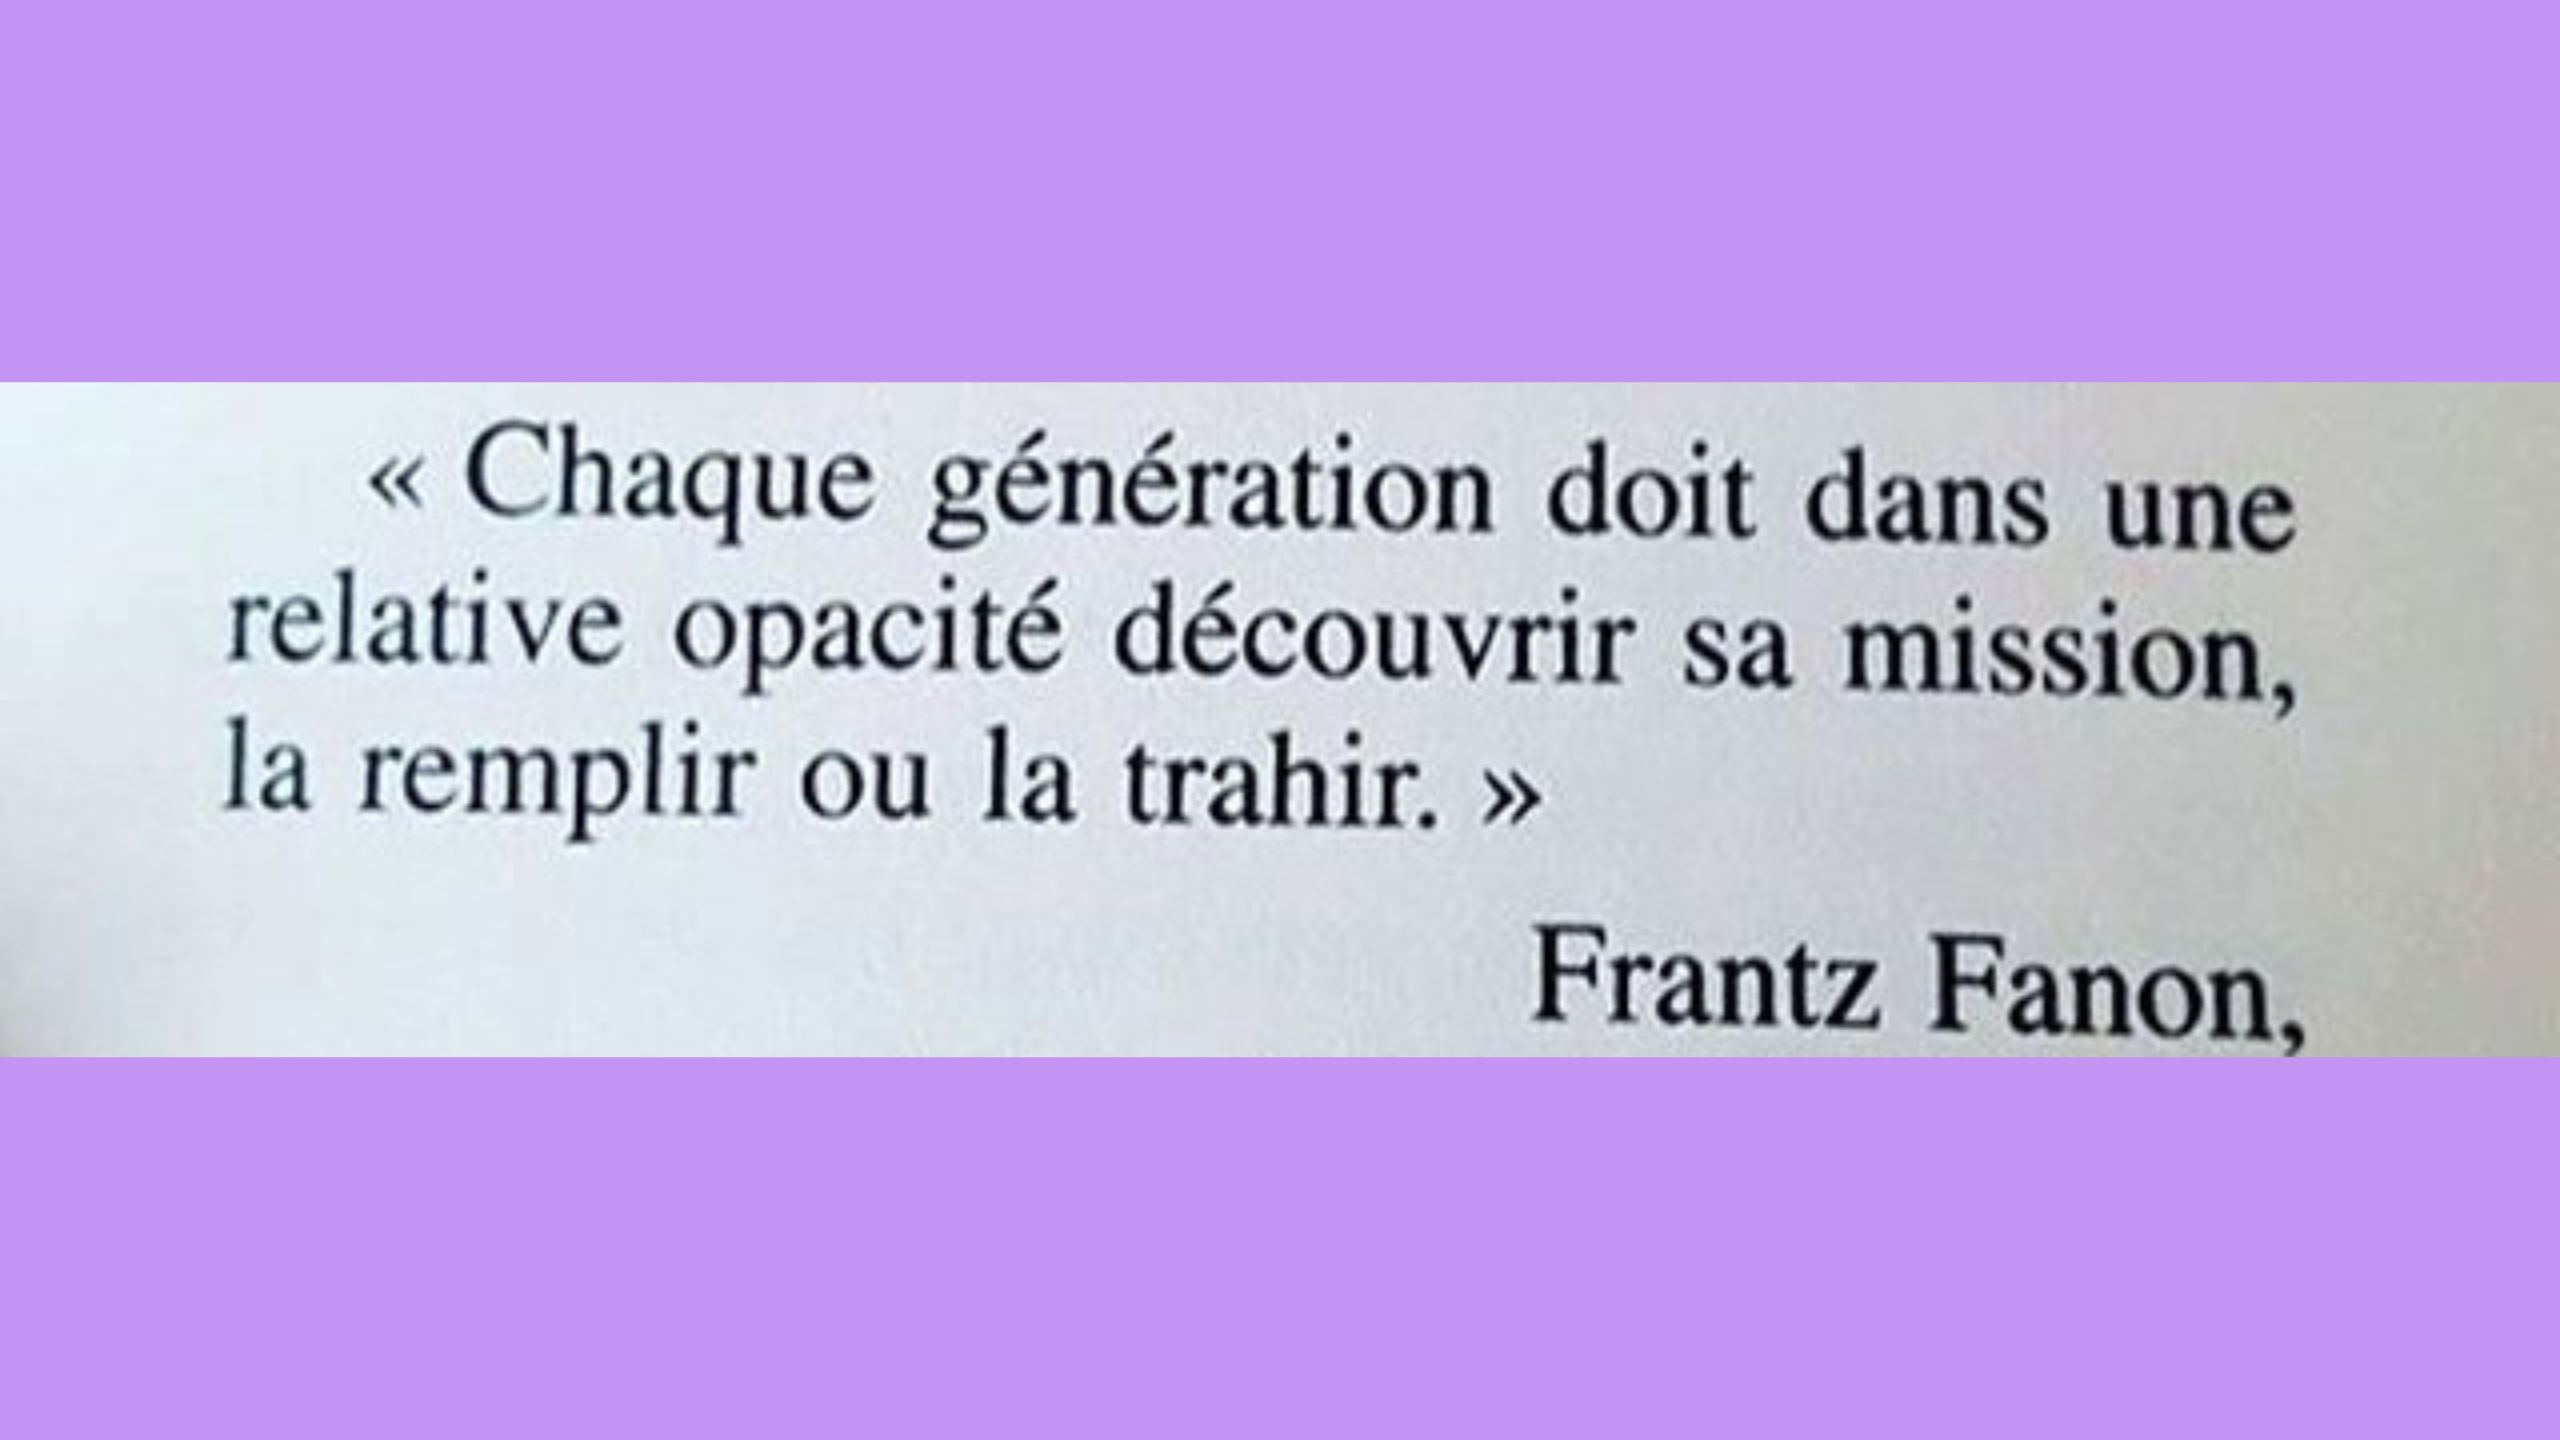 « Chaque génération doit dans une
relative opacité découvrir sa mission,
la remplir ou la trahir. »
Frantz Fanon,